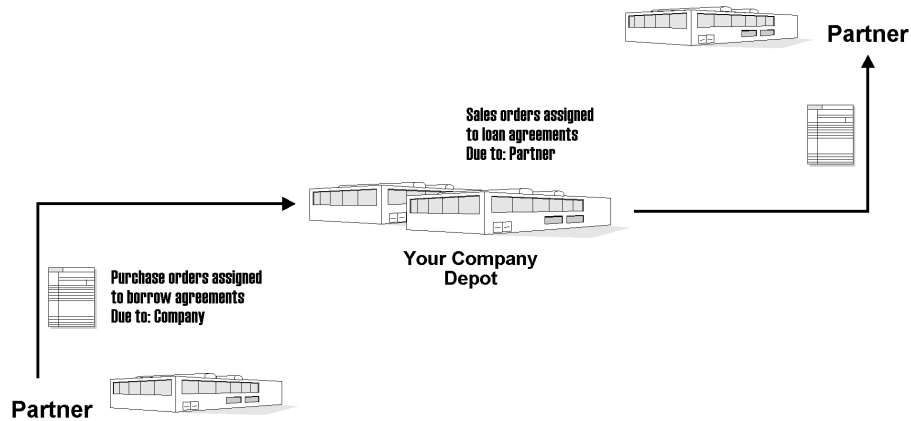 Partner
Sales orders assigned
to loan agreements
Due to: Partner
Your Company
Depot
Purchase orders assigned
to borrow agreements
Due to: Company
Partner